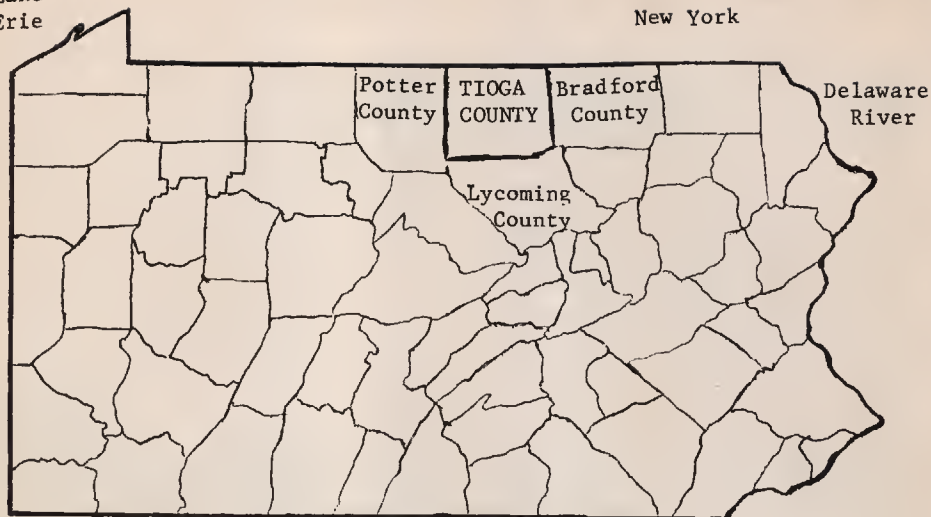 Erie
New York
Potter
County
TIOGA
COUNTY
Bradford
County
Delaware
River
Lycoming
County